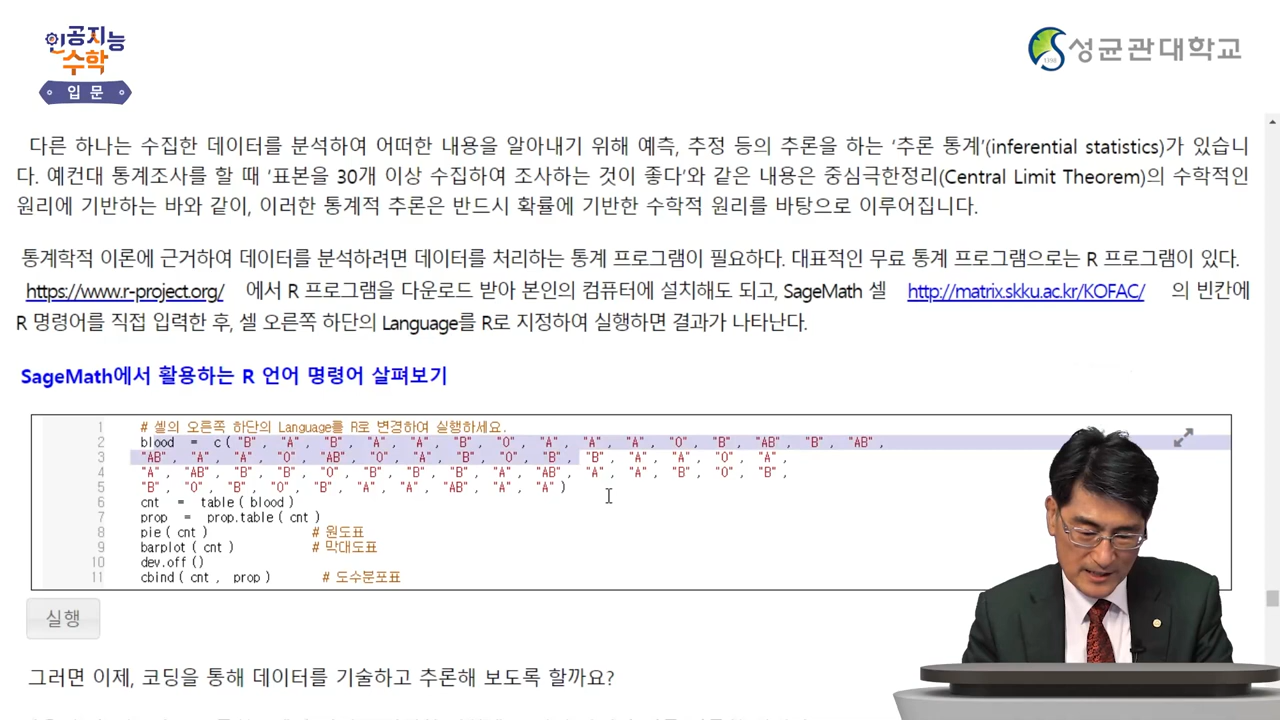 인공지능
수학
입문
성균관대학교
다른 하나는 수집한 데이터를 분석하여 어떠한 내용을 알아내기 위해 예측, 추정 등의 추론을 하는 ‘추론 통계’(inferential statistics)가 있습니
다. 예컨대 통계조사를 할 때 ‘표본을 30개 이상 수집하여 조사하는 것이 좋다’와 같은 내용은 중심극한정리(Central Limit Theorem)의 수학적인
원리에 기반하는 바와 같이, 이러한 통계적 추론은 반드시 확률에 기반한 수학적 원리를 바탕으로 이루어집니다.
통계학적 이론에 근거하여 데이터를 분석하려면 데이터를 처리하는 통계 프로그램이 필요하다. 대표적인 무료 통계 프로그램으로는 R 프로그램이 있다.
https://www.r-project.org/ 에서 R 프로그램을 다운로드 받아 본인의 컴퓨터에 설치해도 되고, SageMath 셀 http://matrix.skku.ac.kr/KOFAC/ 의 빈칸에
R 명령어를 직접 입력한 후, 셀 오른쪽 하단의 Language를 R로 지정하여 실행하면 결과가 나타난다.
SageMath에서 활용하는 R 언어 명령어 살펴보기
1 # 셀의 오른쪽 하단의 Language를 R로 변경하여 실행하세요.
2 blood = c( "B", "A", "B", "A", "A", "B", "O", "A", "A", "A", "O", "B", "AB", "B", "AB",
3 "AB", "A", "A", "O", "AB", "O", "A", "B", "O", "B", "B", "A", "A", "O", "A",
4 "A", "AB", "B", "B", "O", "B", "B", "B", "A", "AB", "A", "A", "B", "O", "B",
5 "B", "O", "B", "O", "B", "A", "A", "AB", "A", "A" )
6 cnt = table( blood )
7 prop = prop.table( cnt )
8 pie( cnt ) # 원도표
9 barplot( cnt ) # 막대도표
10 dev.off()
11 cbind( cnt , prop ) # 도수분포표
실행
그러면 이제, 코딩을 통해 데이터를 기술하고 추론해 보도록 할까요?